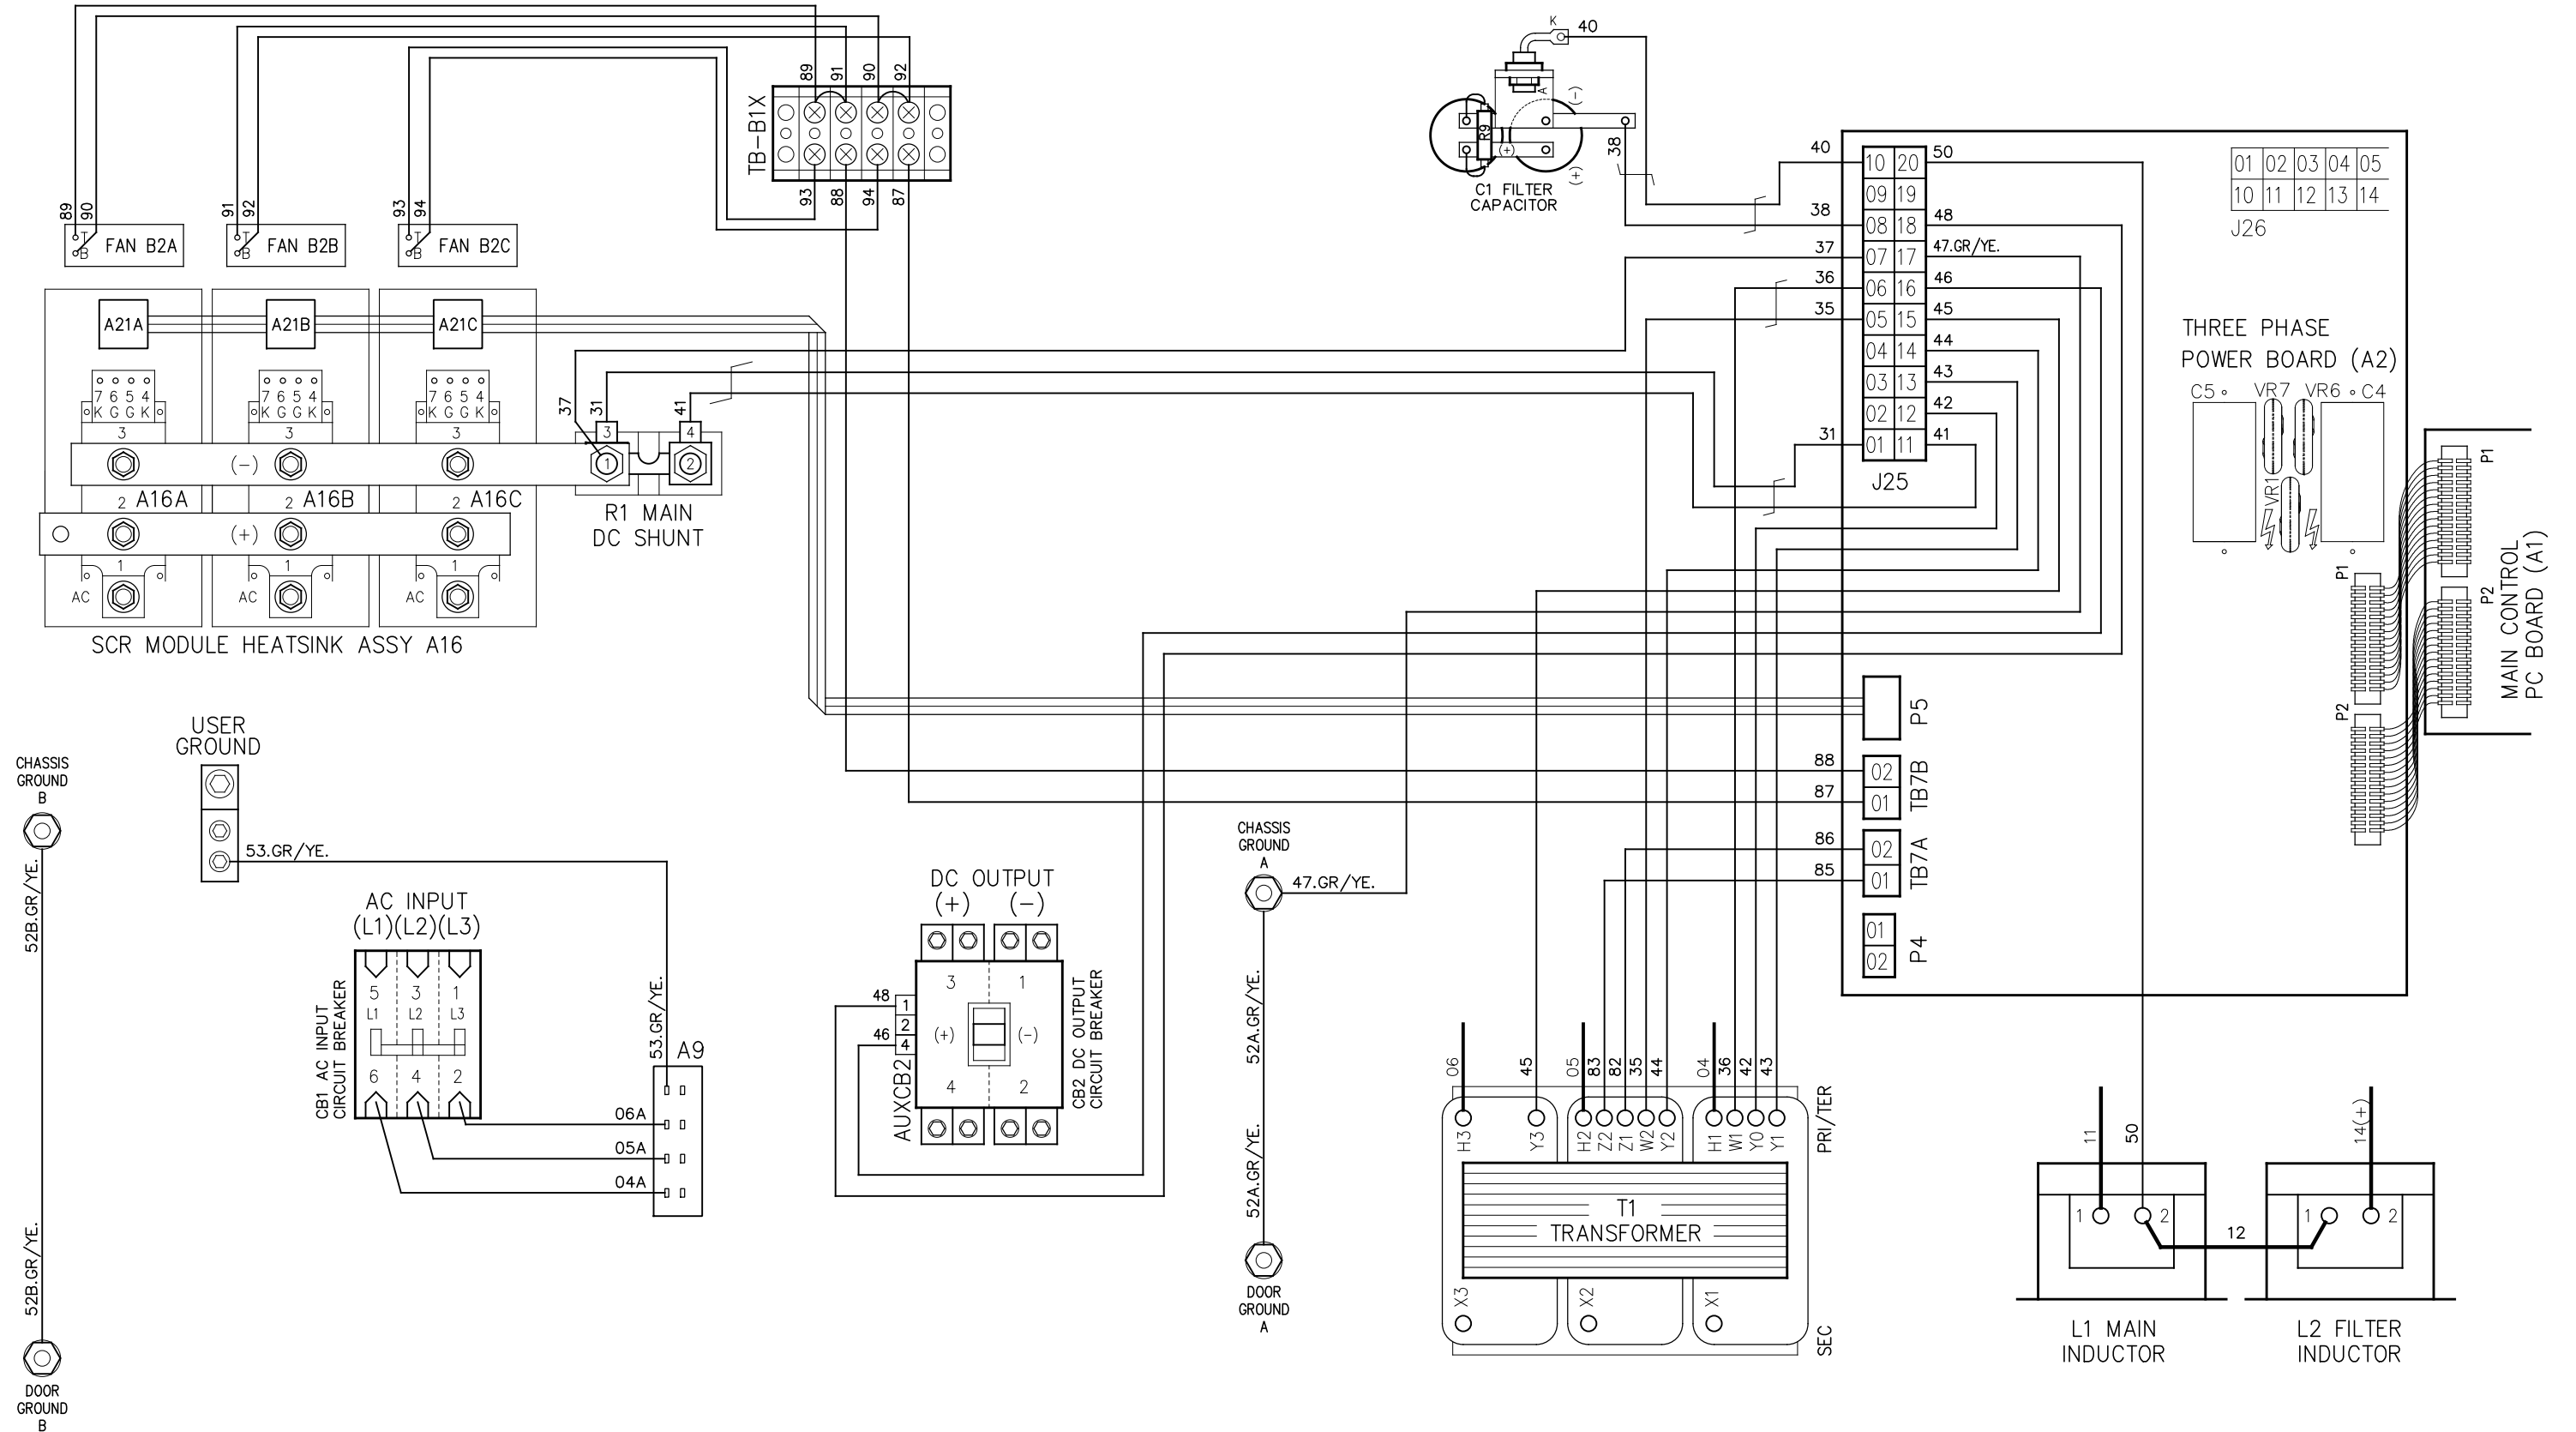 89
91
90
92
TB-B1X
93
88
94
87
89
90
T
B
FAN B2A
91
92
T
B
FAN B2B
93
94
T
B
FAN B2C
A21A
A21B
A21C
7 6 5 4
K G G K
7 6 5 4
K G G K
7 6 5 4
K G G K
3
3
3
(-)
2 A16A
2 A16B
2 A16C
(+)
1
1
1
AC
AC
AC
SCR MODULE HEATSINK ASSY A16
37
31
41
3
4
1
2
R1 MAIN
DC SHUNT
K
40
A
(-)
R9
(+)
(+)
38
C1 FILTER
CAPACITOR
40
38
37
36
35
31
10 20
09 19
08 18
07 17
06 16
05 15
04 14
03 13
02 12
01 11
J25
50
48
47.GR/YE.
46
45
44
43
42
41
01 02 03 04 05
10 11 12 13 14
J26
THREE PHASE
POWER BOARD (A2)
C5
VR7
VR6
C4
VR1
P1
P2
P1
P2
MAIN CONTROL
PC BOARD (A1)
P5
88
87
02
01
TB7B
86
85
02
01
TB7A
01
02
P4
USER
GROUND
53.GR/YE.
CHASSIS
GROUND
B
52B.GR/YE.
52B.GR/YE.
DOOR
GROUND
B
AC INPUT
(L1)(L2)(L3)
5 3 1
L1 L2 L3
6 4 2
CB1 AC INPUT
CIRCUIT BREAKER
53.GR/YE.
A9
06A
05A
04A
DC OUTPUT
(+) (-)
3 1
(+) (-)
4 2
48
46
1
2
4
AUXCB2
CB2 DC OUTPUT
CIRCUIT BREAKER
CHASSIS
GROUND
A
47.GR/YE.
52A.GR/YE.
52A.GR/YE.
DOOR
GROUND
A
06
45
05
83
82
35
44
04
36
42
43
H3
Y3
H2
Z2
Z1
W2
Y2
H1
W1
Y0
Y1
PRI/TER
T1
TRANSFORMER
X3
X2
X1
SEC
11
50
14(+)
1 2
12
1 2
L1 MAIN
INDUCTOR
L2 FILTER
INDUCTOR